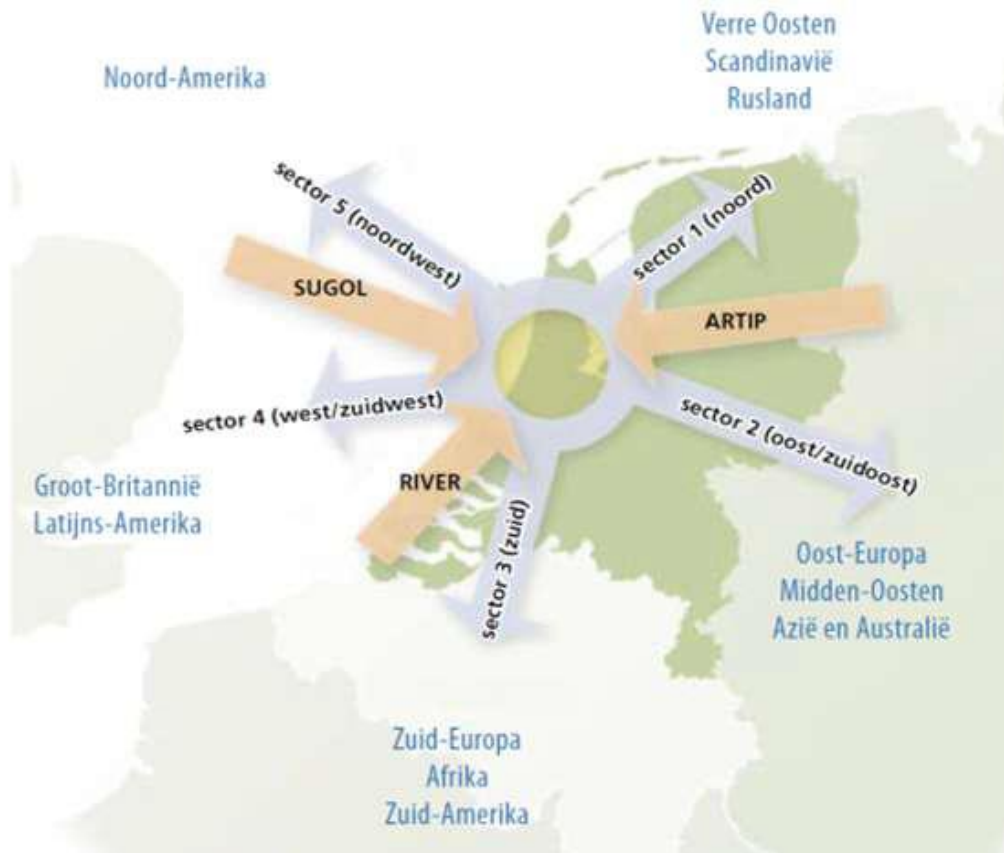 Noord-Amerika
Verre Oosten
Scandinavië
Rusland
sector 5 (noordwest)
sector 1 (noord)
SUGOL
ARTIP
sector 4 (west/zuidwest)
sector 2 (oost/zuidoost)
RIVER
Groot-Britannië
Latijns-Amerika
sector 3 (zuid)
Oost-Europa
Midden-Oosten
Azië en Australië
Zuid-Europa
Afrika
Zuid-Amerika